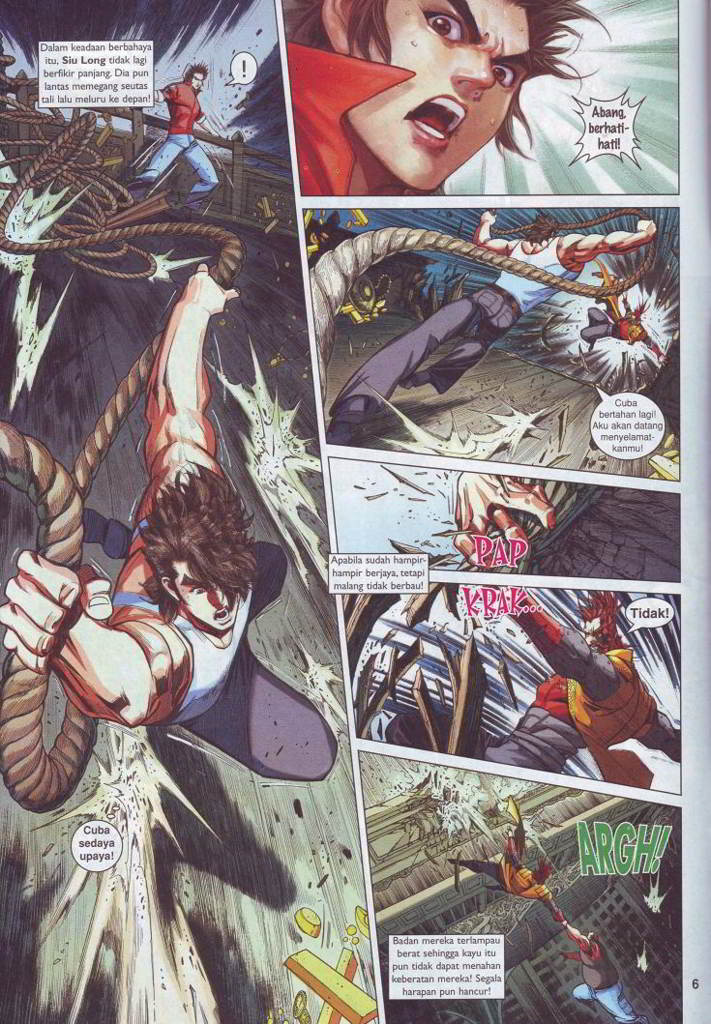 Dalam keadaan berbahaya
itu, Siu Long tidak lagi
berfikir panjang. Dia pun
lantas memegang seutas
tali lalu meluru ke depan!
!
Abang,
berhati-
hati!
Cuba
bertahan lagi!
Aku akan datang
menyelamat-
kanmu!
Cuba
sedaya
upaya!
PAP
Apabila sudah hampir-
hampir berjaya, tetapi
malang tidak berbau!
KRAK...
Tidak!
ARGH!
Badan mereka terlampau
berat sehingga kayu itu
pun tidak dapat menahan
keberatan mereka! Segala
harapan pun hancur!
6